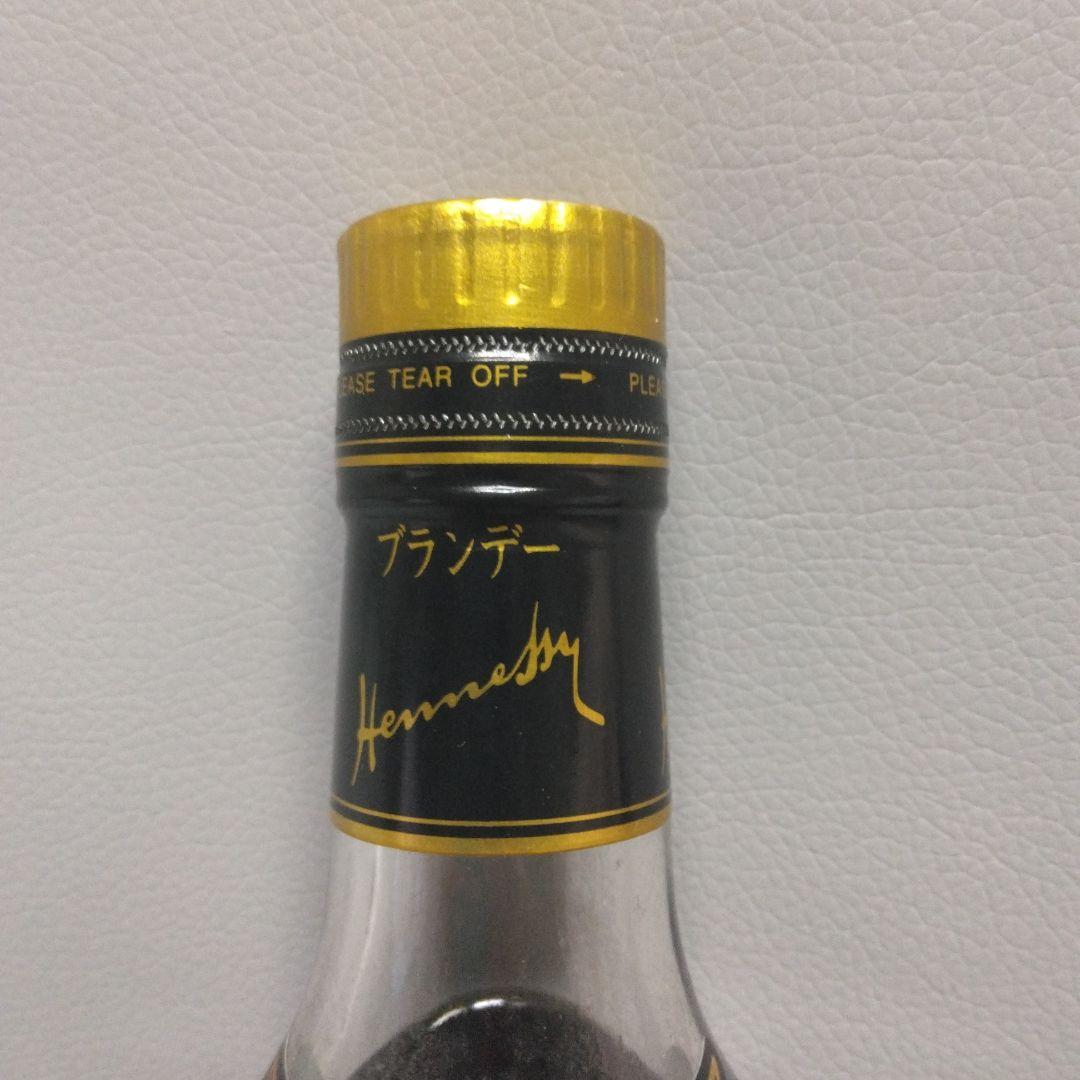 EASE TEAR OFF → PLEA
ブランデー
Hennessy